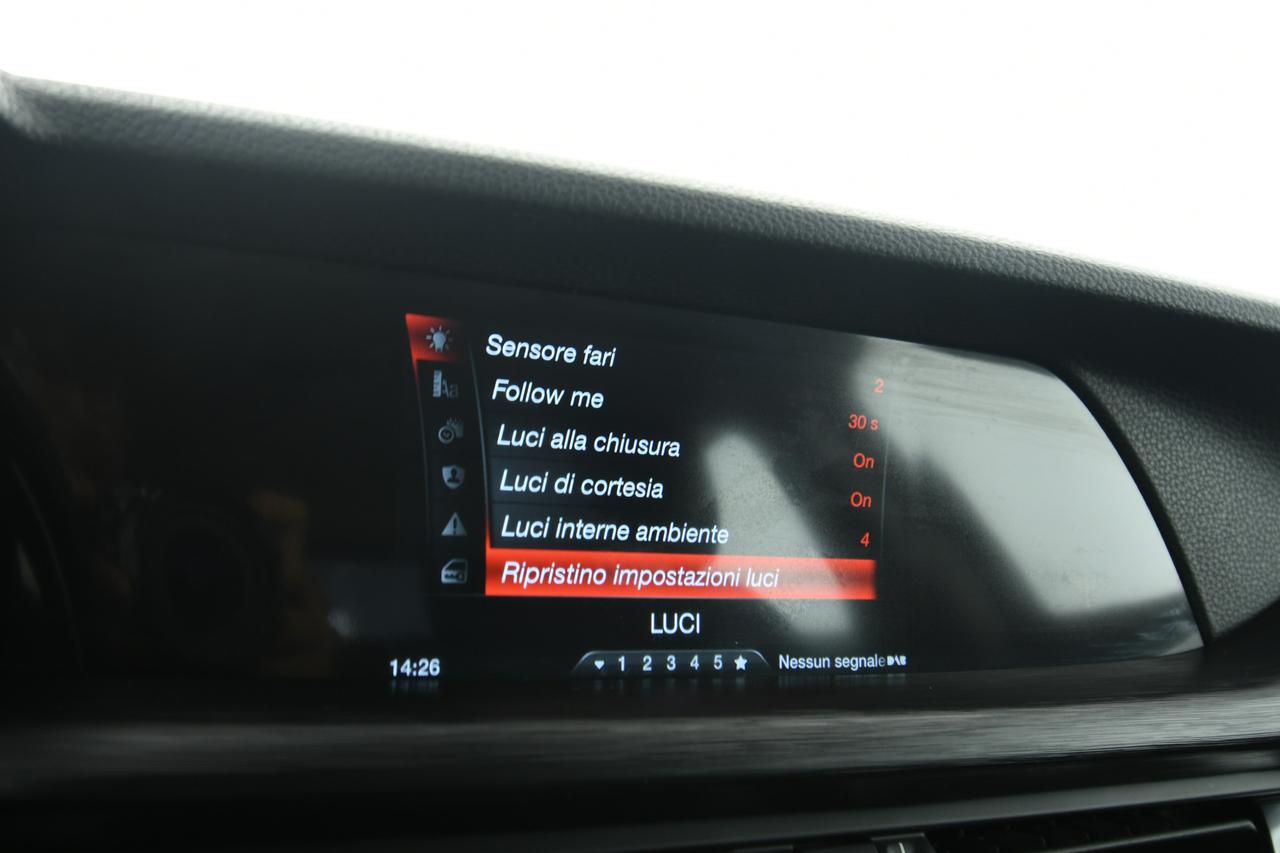 Sensore fari 2
Follow me 30 s
Luci alla chiusura On
Luci di cortesia On
Luci interne ambiente 4
Ripristino impostazioni luci
LUCI
14:26 1 2 3 4 5 Nessun segnale DAB